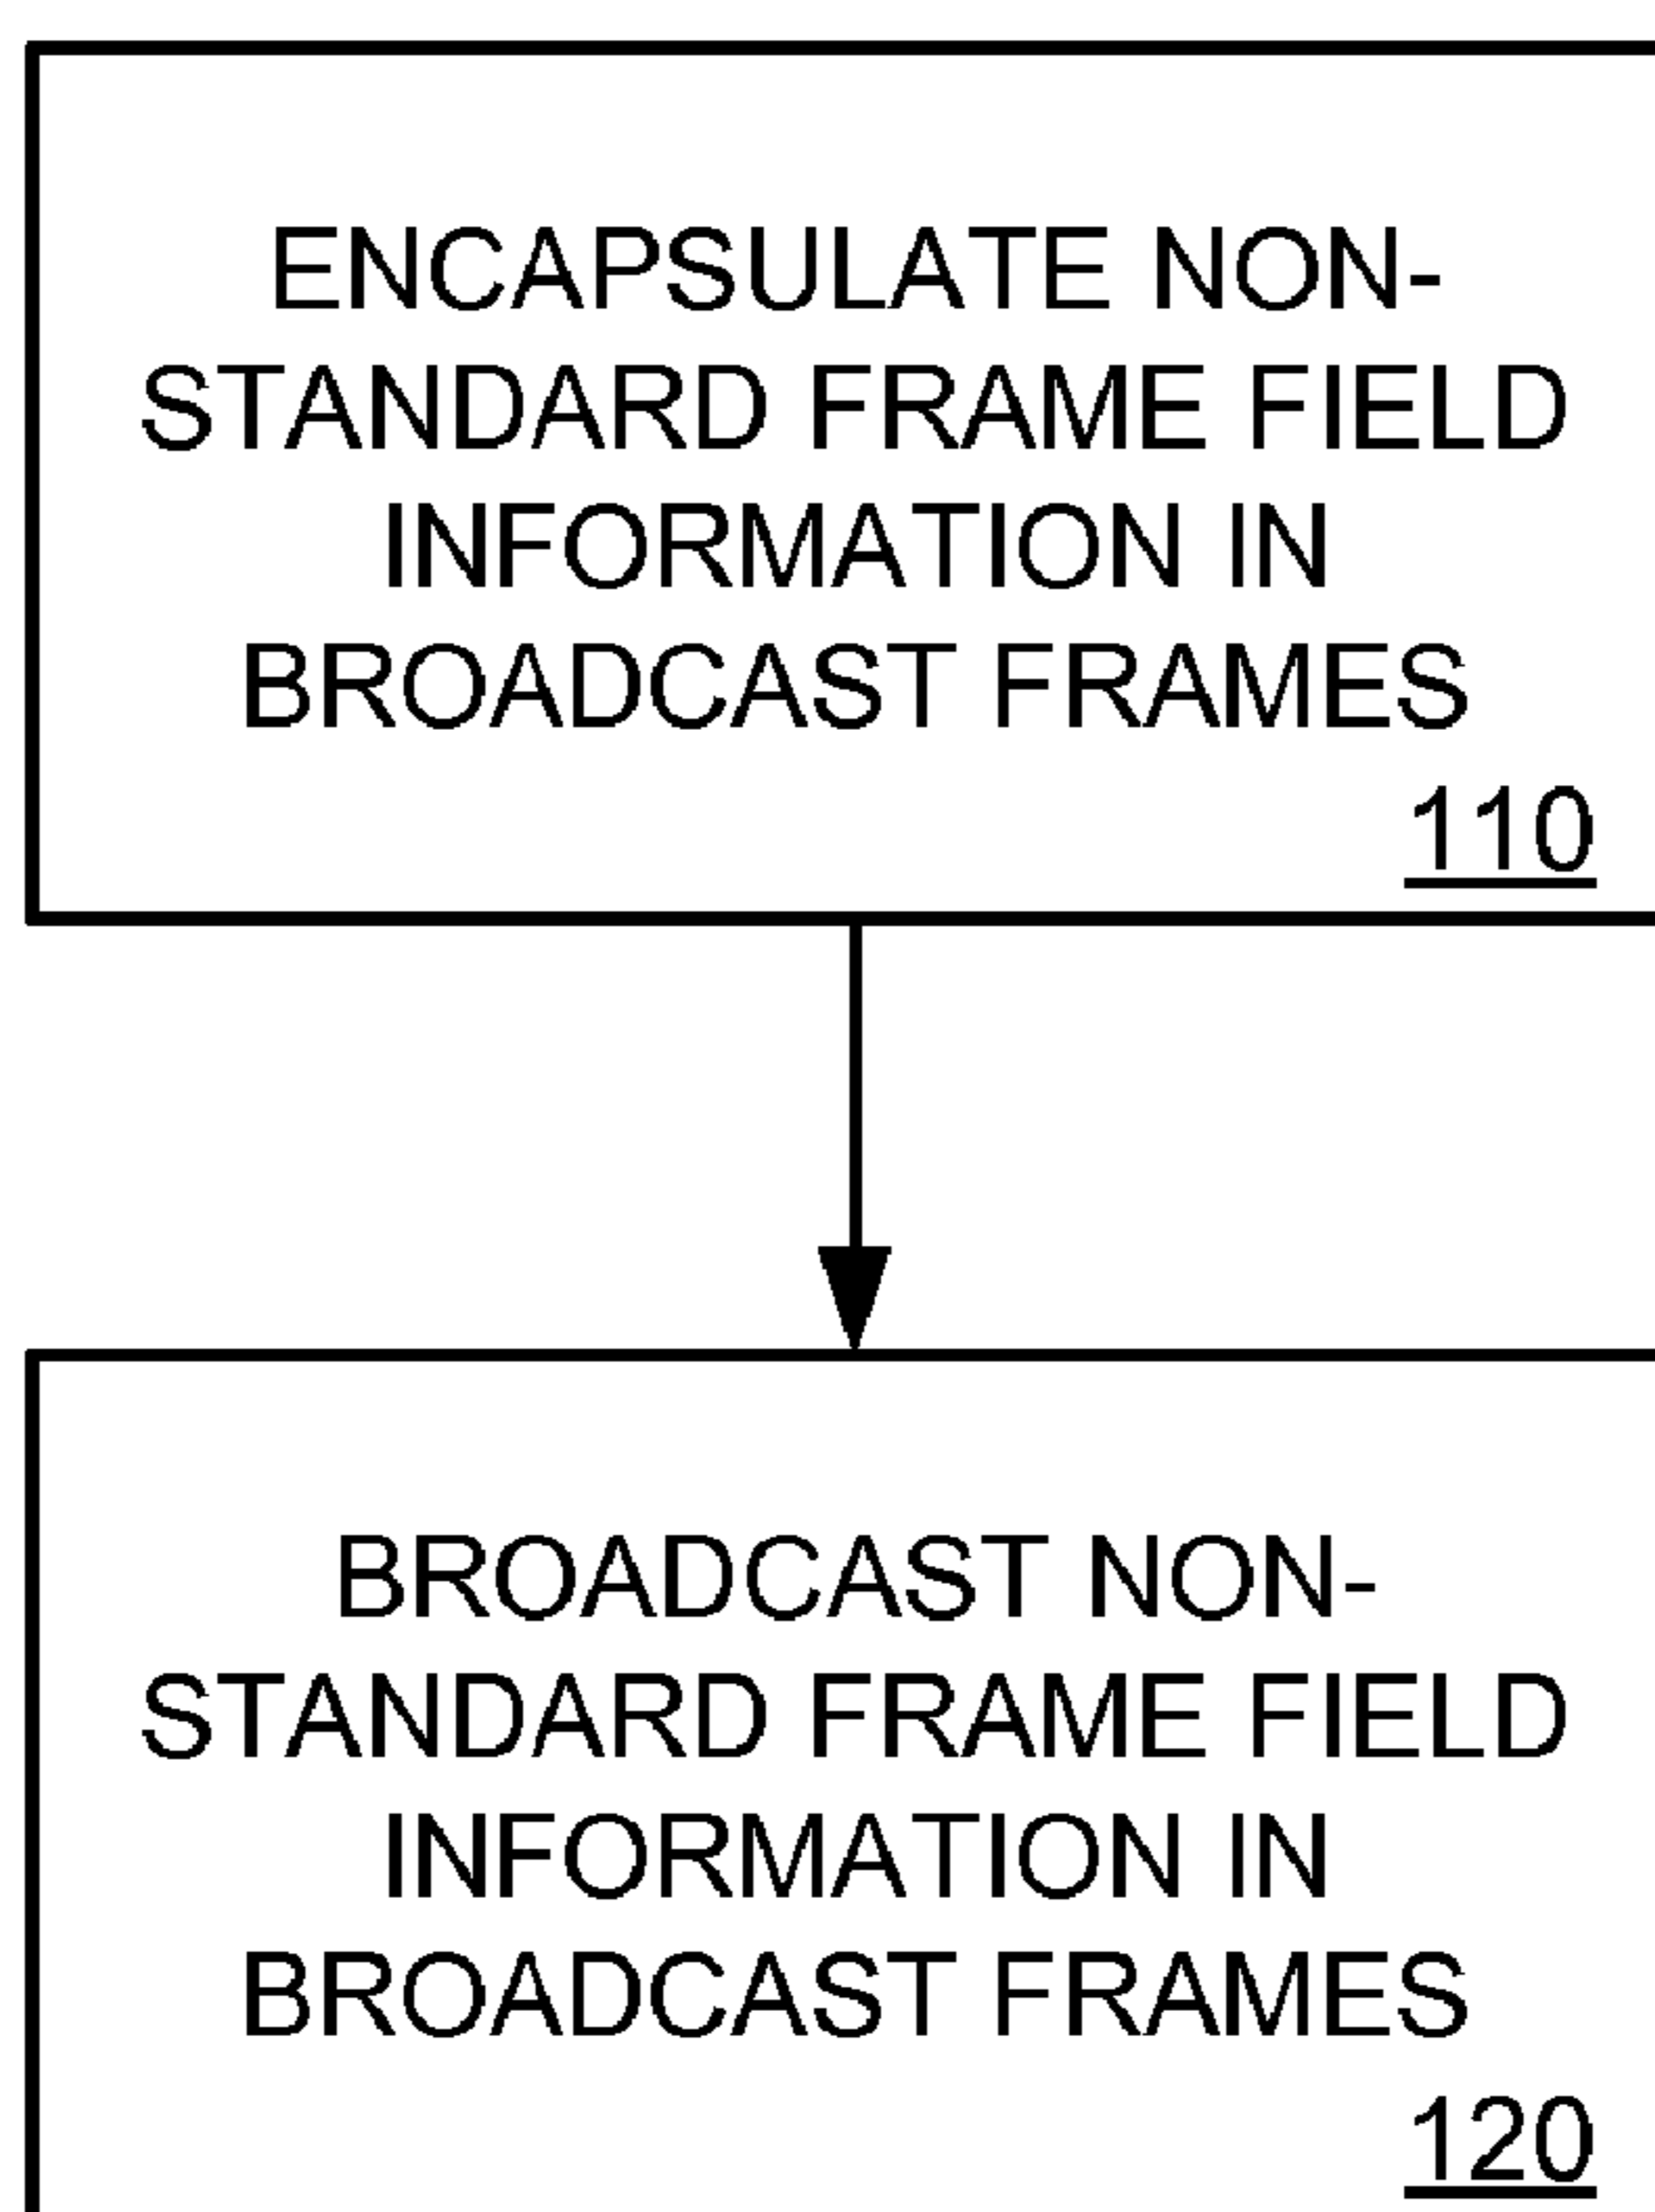 ENCAPSULATE NON-
STANDARD FRAME FIELD
INFORMATION IN
BROADCAST FRAMES
110
BROADCAST NON-
STANDARD FRAME FIELD
INFORMATION IN
BROADCAST FRAMES
120